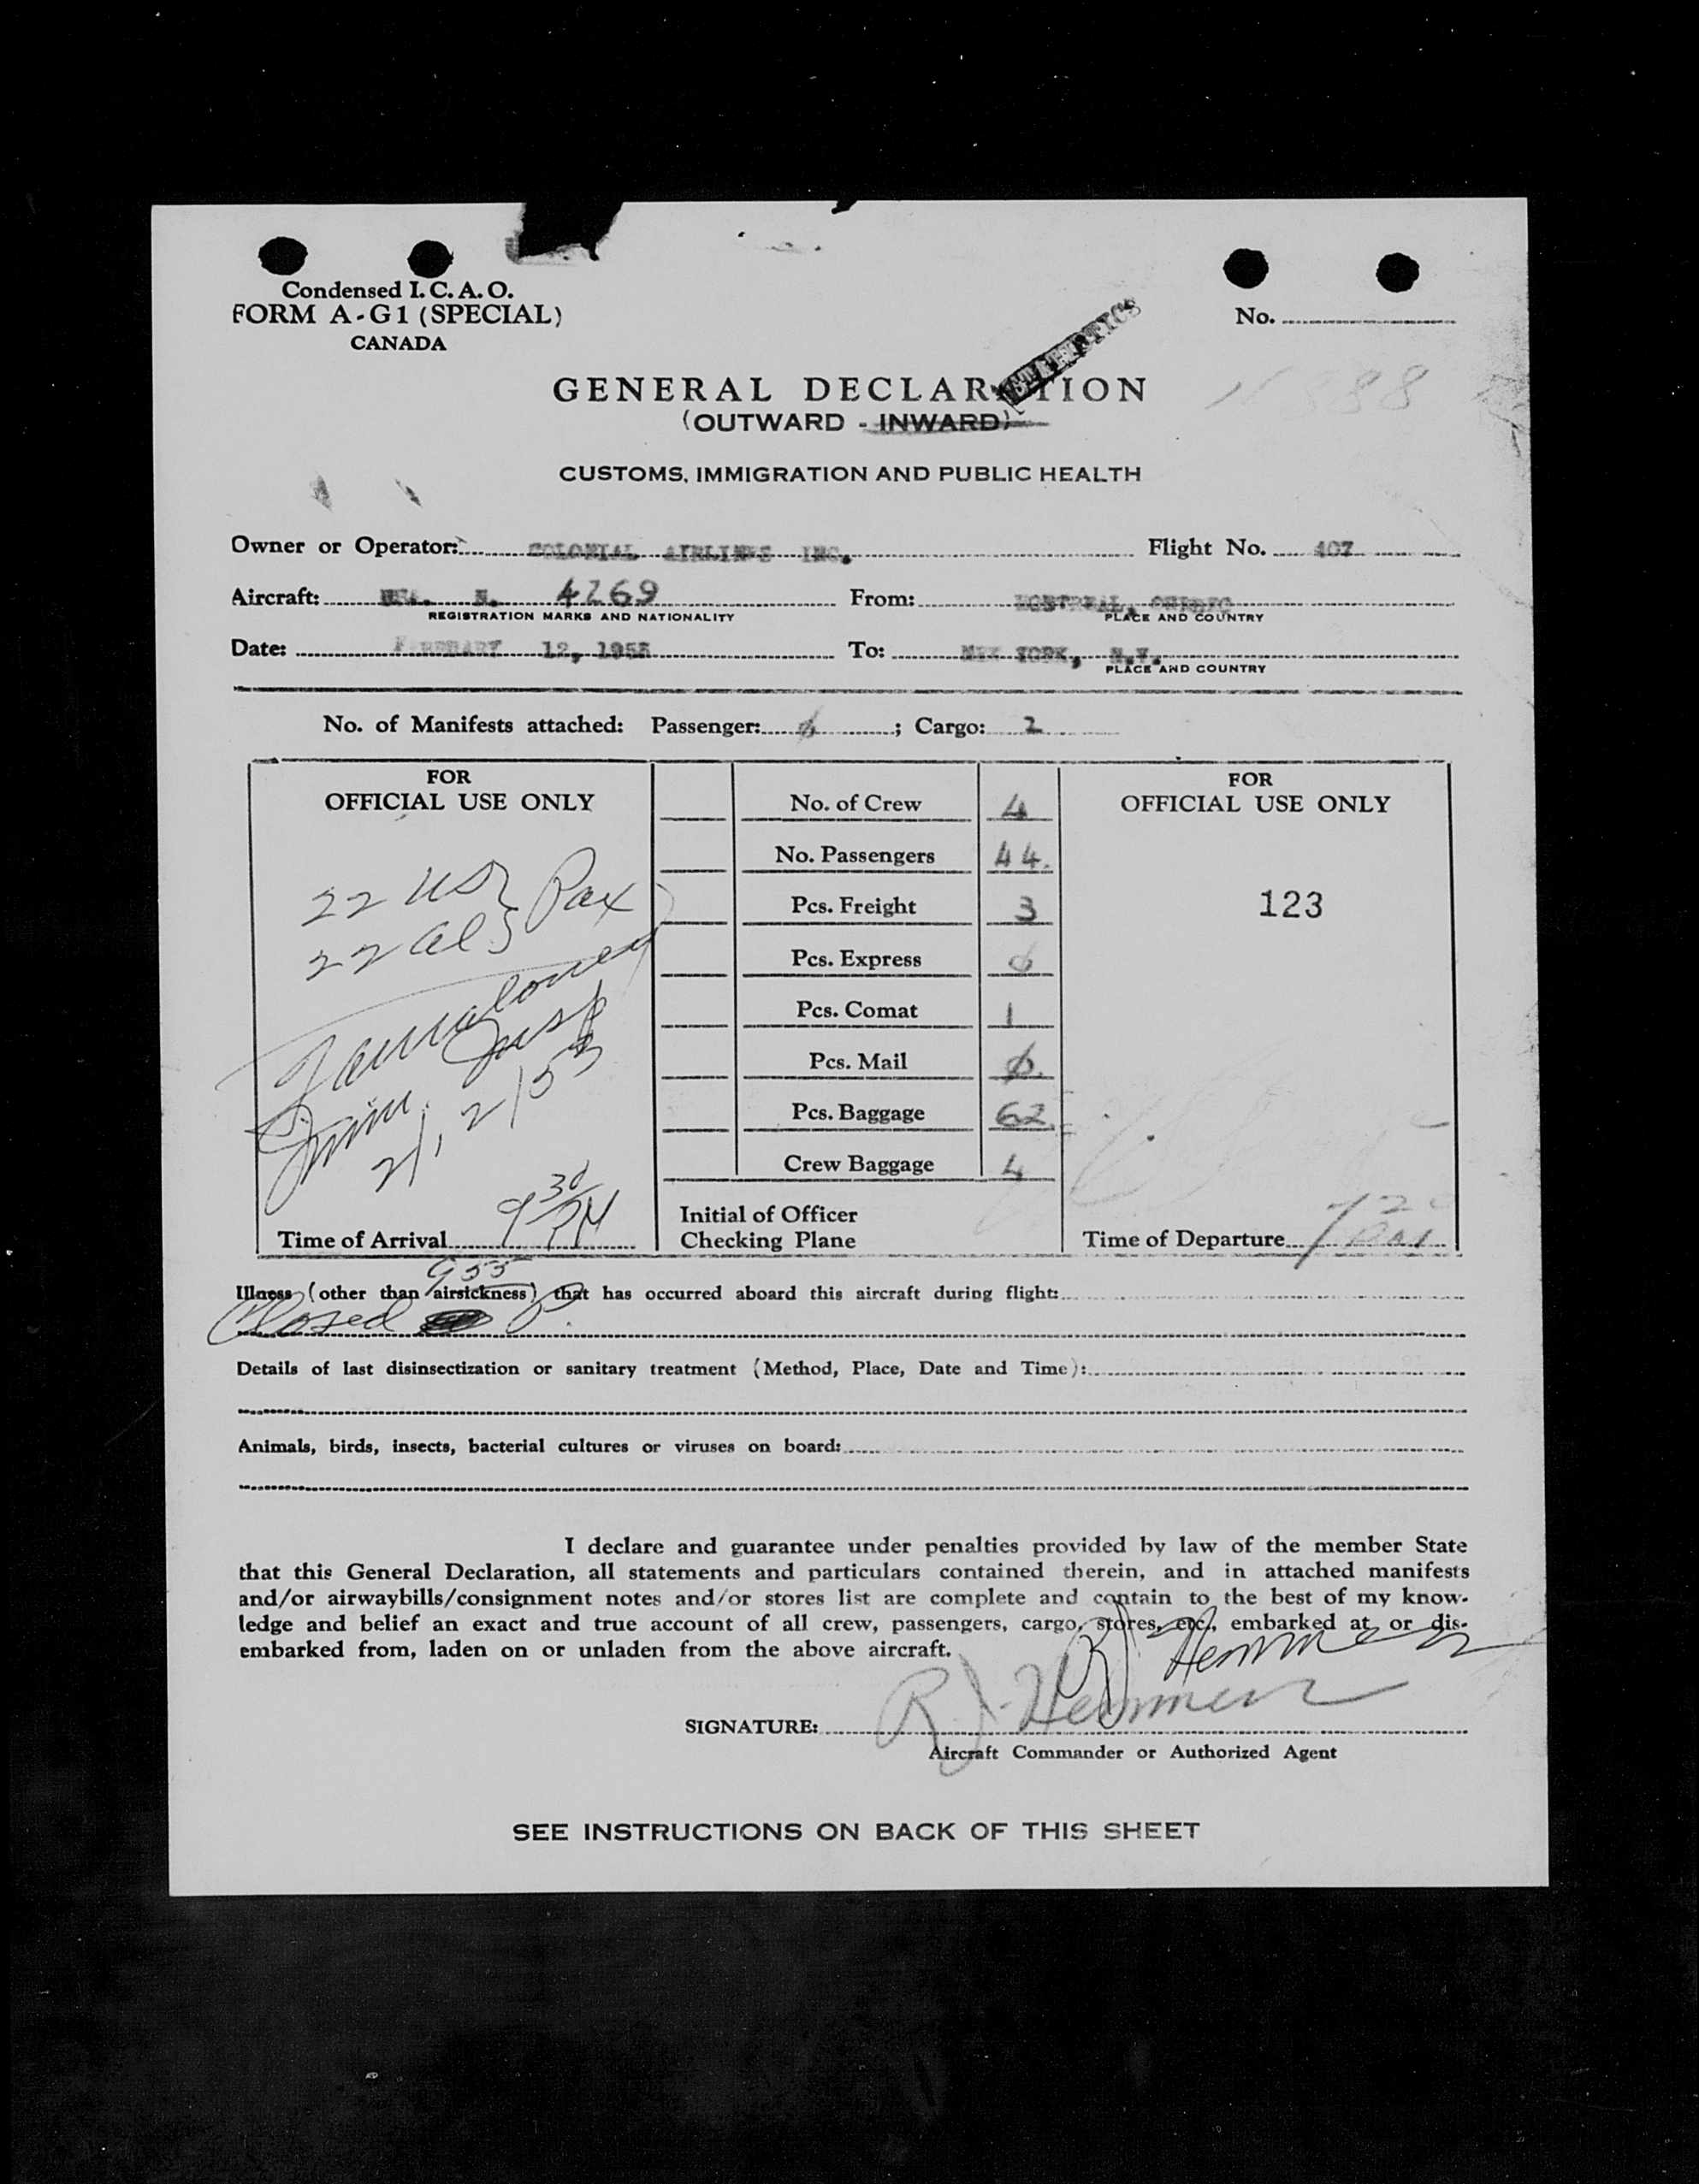 Condensed I. C. A. O.
FORM A-G1 (SPECIAL)
CANADA
No.
GENERAL DECLARATION
(OUTWARD - INWARD)
CUSTOMS, IMMIGRATION AND PUBLIC HEALTH
Owner or Operator: COLONIAL AIRLINES INC. Flight No. 407
Aircraft: USA. N. 4269 From: MONTREAL, QUEBEC
REGISTRATION MARKS AND NATIONALITY PLACE AND COUNTRY
Date: FEBRUARY 12, 1955 To: NEW YORK, N.Y.
PLACE AND COUNTRY
No. of Manifests attached: Passenger: ∅ ; Cargo: 2
FOR
OFFICIAL USE ONLY
22 US } Pax
22 al }
Imm. Insp
9 30 PM
Time of Arrival
No. of Crew 4
No. Passengers 44.
Pcs. Freight 3
Pcs. Express ∅
Pcs. Comat 1
Pcs. Mail ∅.
Pcs. Baggage 62
Crew Baggage 4
Initial of Officer
Checking Plane
FOR
OFFICIAL USE ONLY
123
Time of Departure
Illness (other than airsickness) that has occurred aboard this aircraft during flight:
Closed 9 55 P.
Details of last disinsectization or sanitary treatment (Method, Place, Date and Time):
Animals, birds, insects, bacterial cultures or viruses on board:
I declare and guarantee under penalties provided by law of the member State
that this General Declaration, all statements and particulars contained therein, and in attached manifests
and/or airwaybills/consignment notes and/or stores list are complete and contain to the best of my know-
ledge and belief an exact and true account of all crew, passengers, cargo, stores, etc., embarked at or dis-
embarked from, laden on or unladen from the above aircraft.
SIGNATURE: R. J.
Aircraft Commander or Authorized Agent
SEE INSTRUCTIONS ON BACK OF THIS SHEET